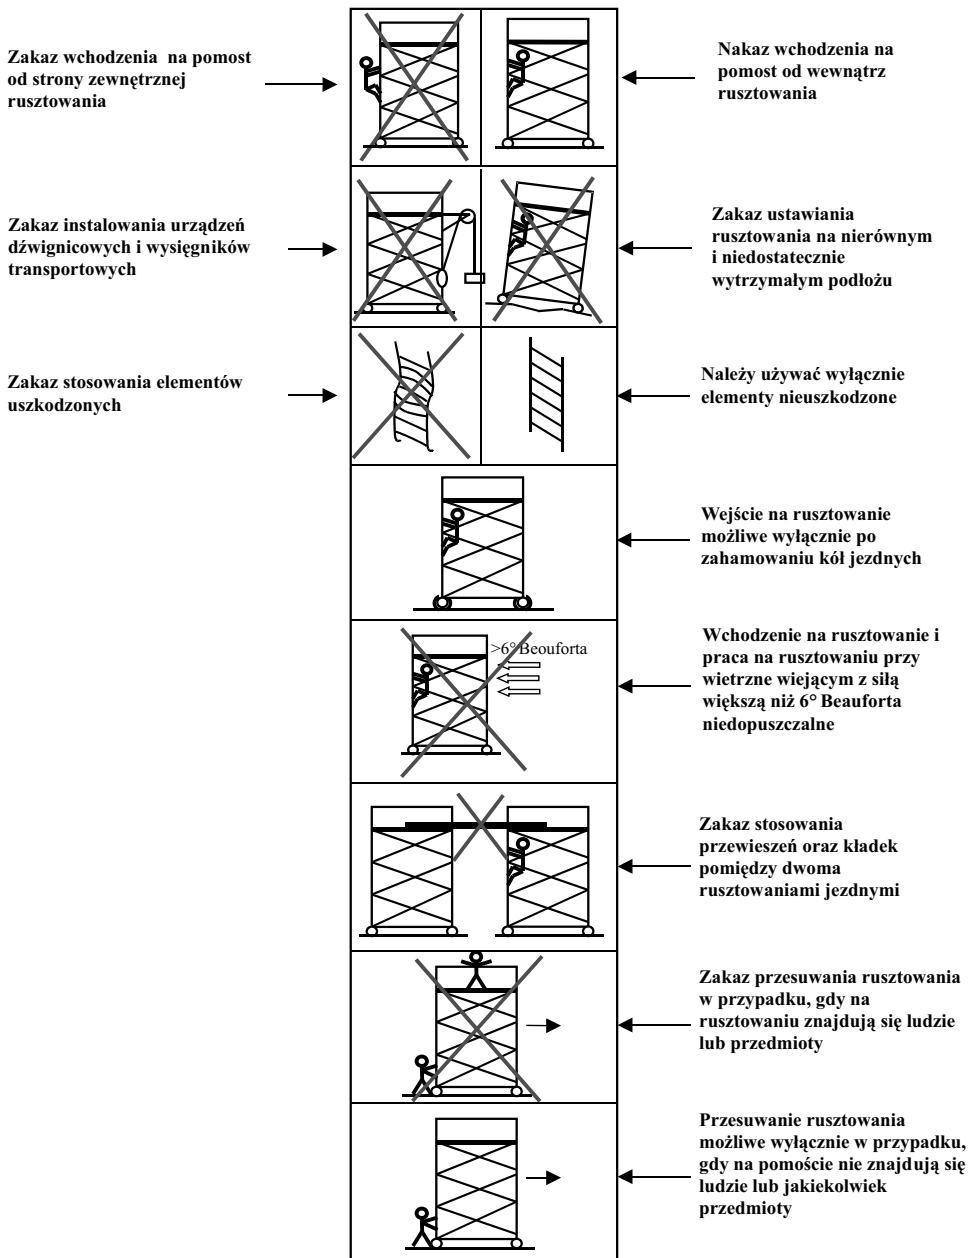 Zakaz wchodzenia na pomost
od strony zewnętrznej
rusztowania
Nakaz wchodzenia na
pomost od wewnątrz
rusztowania
Zakaz instalowania urządzeń
dźwignicowych i wysięgników
transportowych
Zakaz ustawiania
rusztowania na nierównym
i niedostatecznie
wytrzymałym podłożu
Zakaz stosowania elementów
uszkodzonych
Należy używać wyłącznie
elementy nieuszkodzone
Wejście na rusztowanie
możliwe wyłącznie po
zahamowaniu kół jezdnych
>6° Beouforta
Wchodzenie na rusztowanie i
praca na rusztowaniu przy
wietrzne wiejącym z siłą
większą niż 6° Beauforta
niedopuszczalne
Zakaz stosowania
przewieszeń oraz kładek
pomiędzy dwoma
rusztowaniami jezdnymi
Zakaz przesuwania rusztowania
w przypadku, gdy na
rusztowaniu znajdują się ludzie
lub przedmioty
Przesuwanie rusztowania
możliwe wyłącznie w przypadku,
gdy na pomoście nie znajdują się
ludzie lub jakiekolwiek
przedmioty